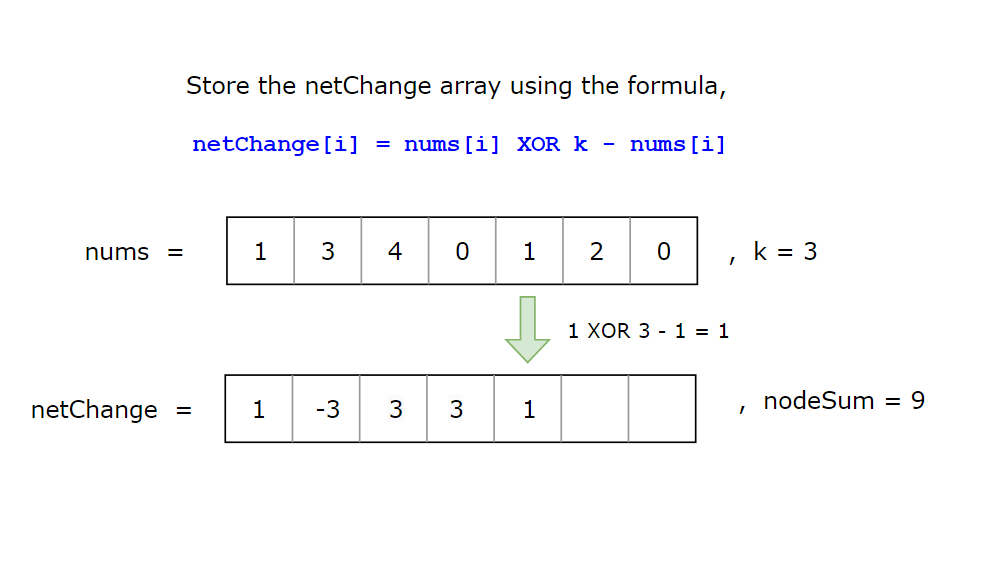 Store the netChange array using the formula,
netChange[i] = nums[i] XOR k - nums[i]
nums = 1 3 4 0 1 2 0 , k = 3
1 XOR 3 - 1 = 1
netChange = 1 -3 3 3 1 , nodeSum = 9